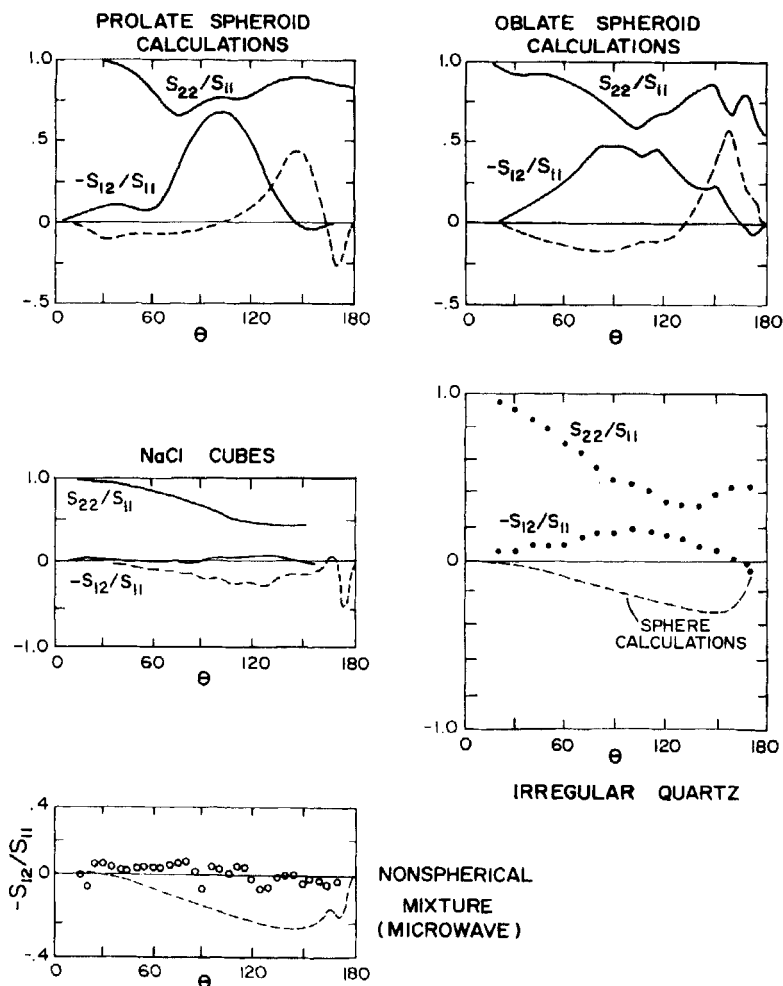 PROLATE SPHEROID
CALCULATIONS
1.0
S22/S11
.5
-S12/S11
0
-.5
0 60 120 180
θ
OBLATE SPHEROID
CALCULATIONS
1.0
S22/S11
.5
-S12/S11
0
-.5
0 60 120 180
θ
NaCl CUBES
1.0
S22/S11
0
-S12/S11
-1.0
0 60 120 180
θ
1.0
S22/S11
-S12/S11
0
SPHERE
CALCULATIONS
-1.0
0 60 120 180
θ
IRREGULAR QUARTZ
.4
-S12/S11
0
-.4
0 60 120 180
θ
NONSPHERICAL
MIXTURE
(MICROWAVE)